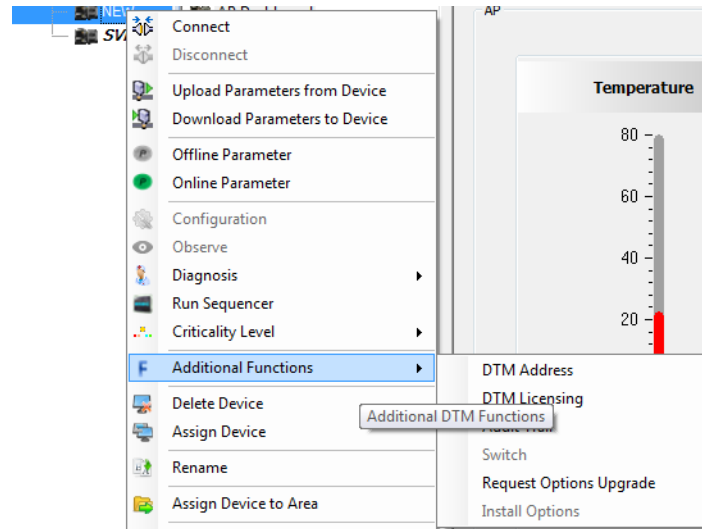 NEW
SV
AP
Connect
Disconnect
Upload Parameters from Device
Download Parameters to Device
Offline Parameter
Online Parameter
Configuration
Observe
Diagnosis
Run Sequencer
Criticality Level
Additional Functions
Delete Device
Assign Device
Rename
Assign Device to Area
Temperature
80
60
40
20
DTM Address
DTM Licensing
Additional DTM Functions
Switch
Request Options Upgrade
Install Options